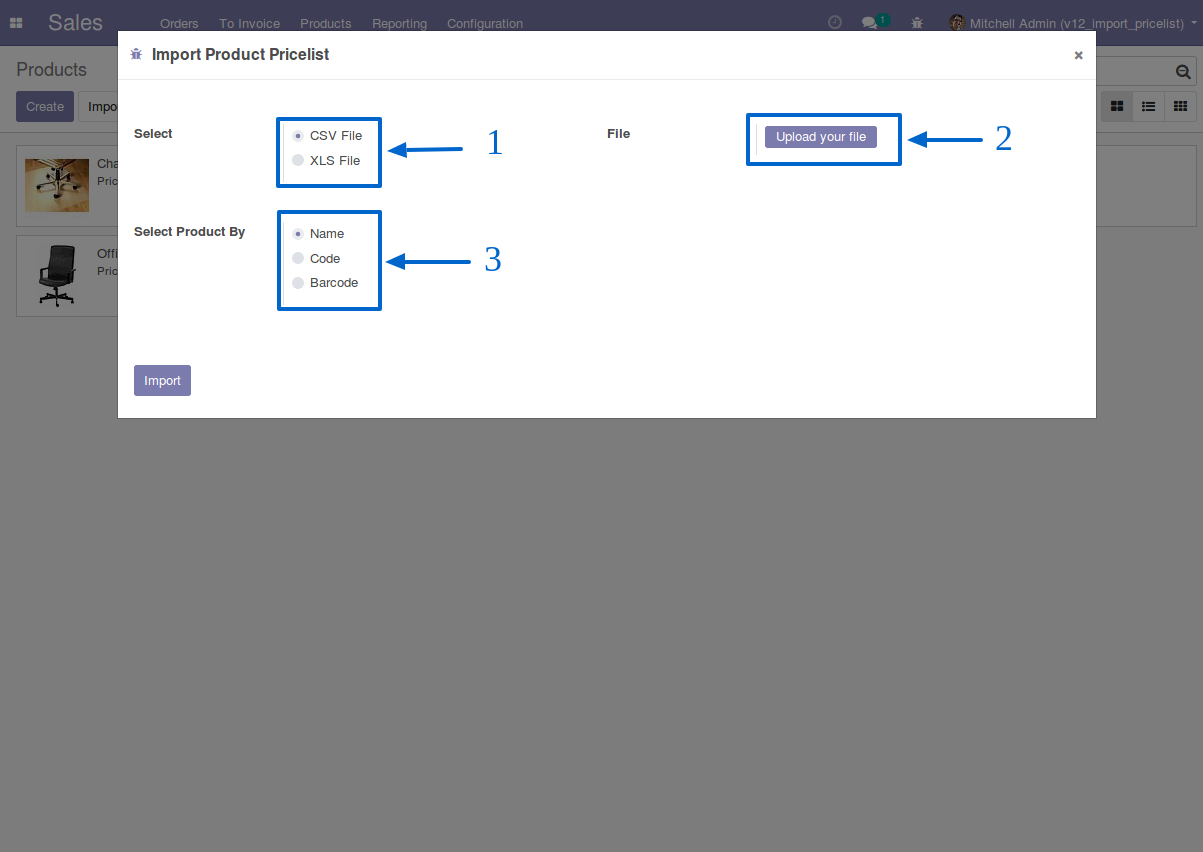 Sales Orders To Invoice Products Reporting Configuration 1 Mitchell Admin (v12_import_pricelist)
Import Product Pricelist ×
Products
Create Impo
Select
CSV File
XLS File
1
File
Upload your file
2
Cha
Pric
Select Product By
Name
Code
Barcode
3
Offi
Pric
Import